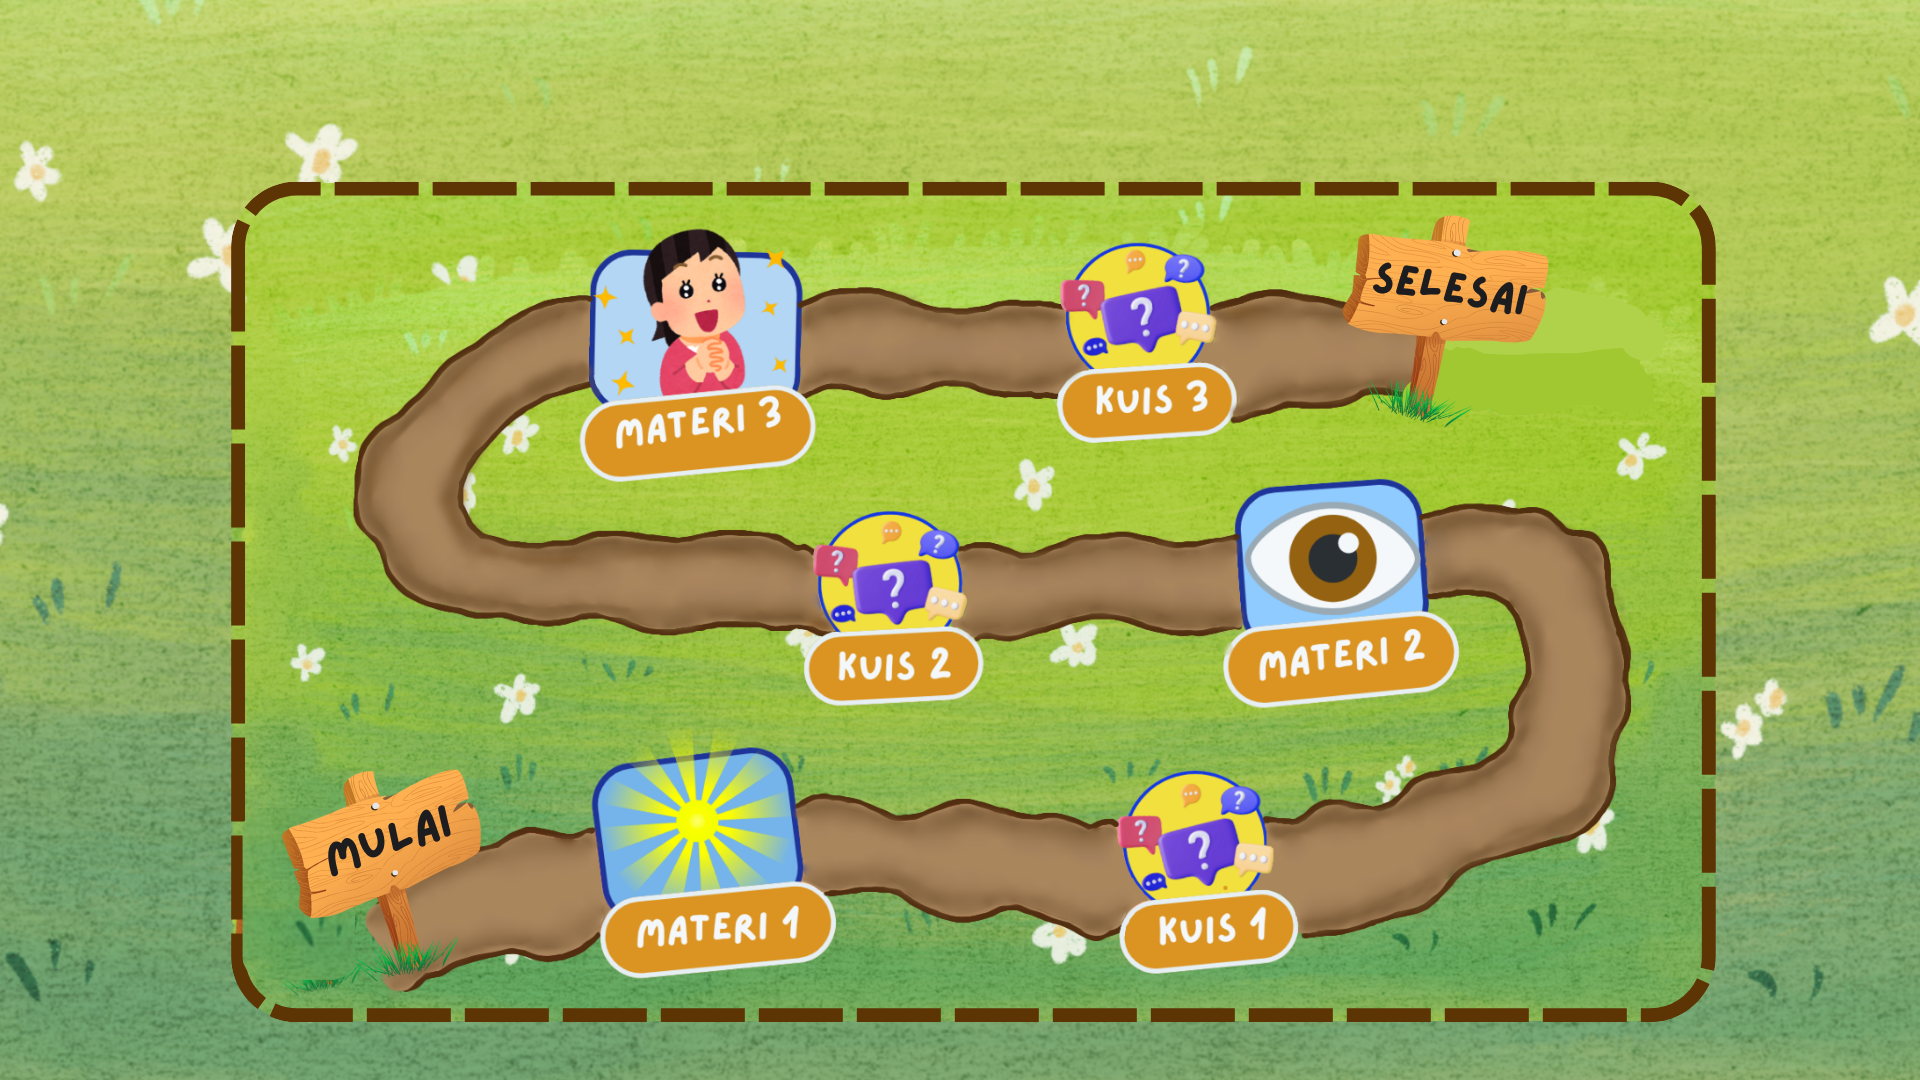 MATERI 3
KUIS 3
SELESAI
KUIS 2
MATERI 2
MULAI
MATERI 1
KUIS 1